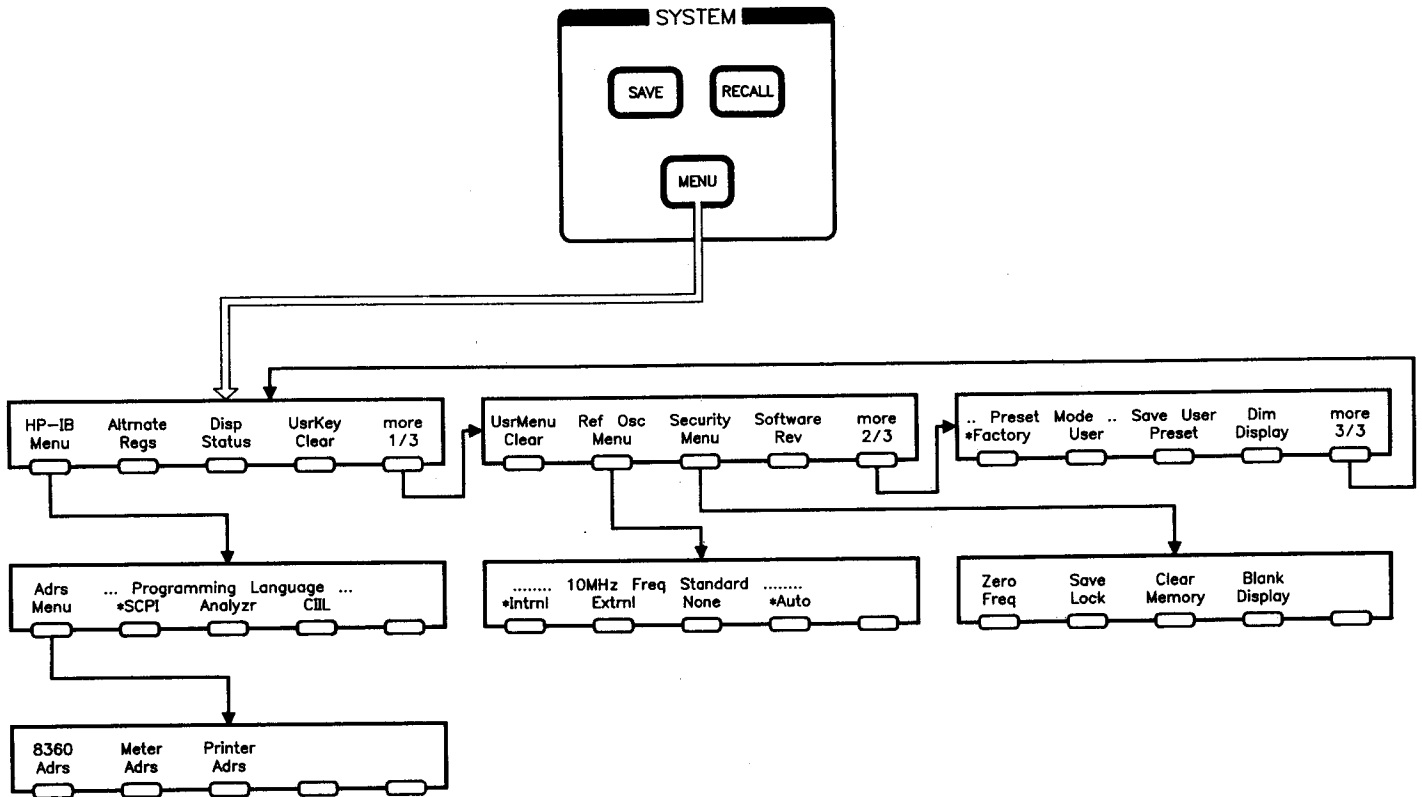 SYSTEM
SAVE
RECALL
MENU
HP-IB Menu
Altrnate Regs
Disp Status
UsrKey Clear
more 1/3
UsrMenu Clear
Ref Osc Menu
Security Menu
Software Rev
more 2/3
.. Preset Mode ..
*Factory
User
Save User Preset
Dim Display
more 3/3
Adrs Menu
... Programming Language ...
*SCPI
Analyzr
CIIL
........ 10MHz Freq Standard ........
*Intrnl
Extrnl
None
*Auto
Zero Freq
Save Lock
Clear Memory
Blank Display
8360 Adrs
Meter Adrs
Printer Adrs